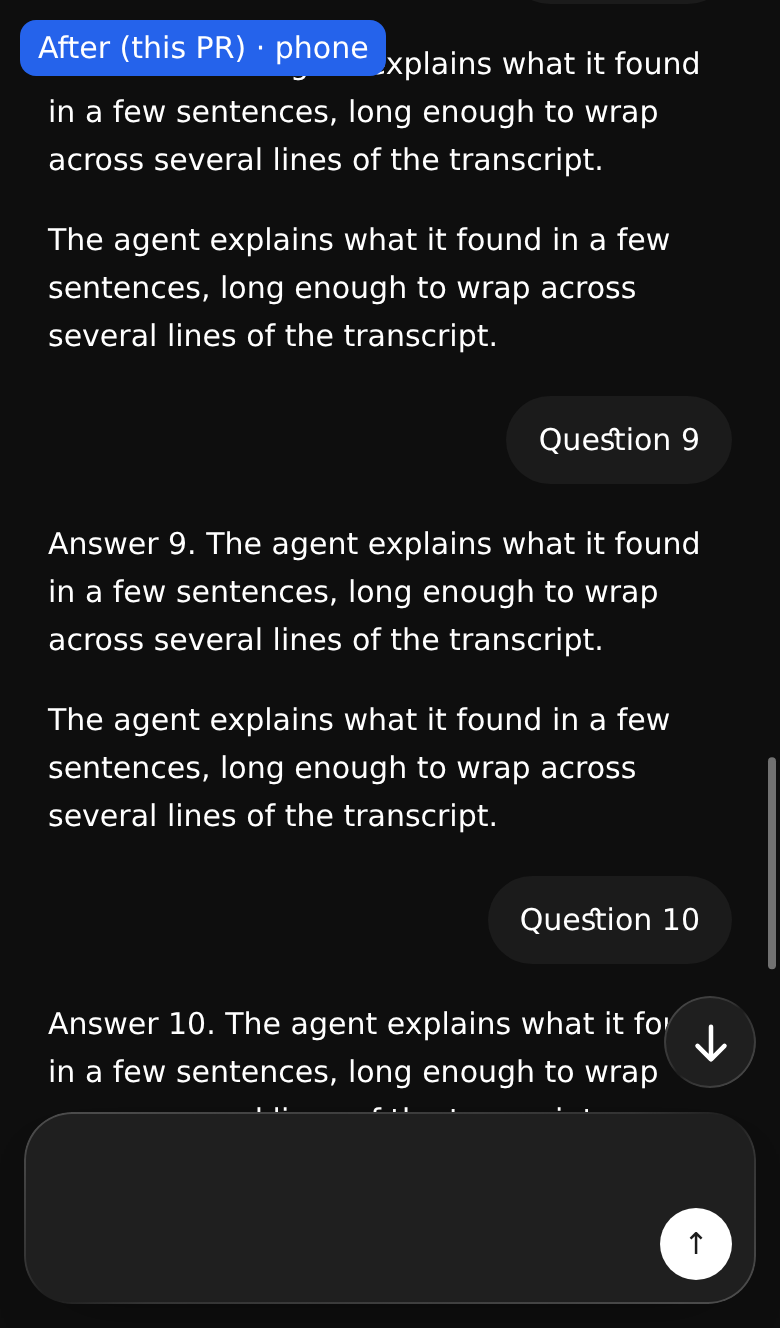 After (this PR) · phone
explains what it found
in a few sentences, long enough to wrap
across several lines of the transcript.
The agent explains what it found in a few
sentences, long enough to wrap across
several lines of the transcript.
Question 9
Answer 9. The agent explains what it found
in a few sentences, long enough to wrap
across several lines of the transcript.
The agent explains what it found in a few
sentences, long enough to wrap across
several lines of the transcript.
Question 10
Answer 10. The agent explains what it
in a few sentences, long enough to wrap
↑